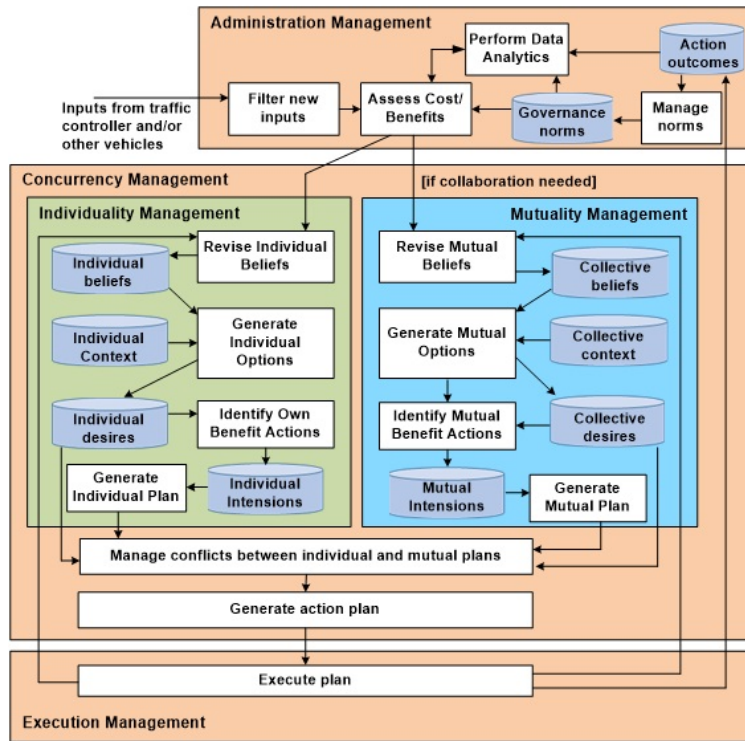 Administration Management
Perform Data
Analytics
Action
outcomes
Inputs from traffic
controller and/or
other vehicles
Filter new
inputs
Assess Cost/
Benefits
Governance
norms
Manage
norms
Concurrency Management
[if collaboration needed]
Individuality Management
Revise Individual
Beliefs
Individual
beliefs
Generate
Individual
Options
Individual
Context
Individual
desires
Identify Own
Benefit Actions
Generate
Individual Plan
Individual
Intensions
Mutuality Management
Revise Mutual
Beliefs
Collective
beliefs
Generate Mutual
Options
Collective
context
Identify Mutual
Benefit Actions
Collective
desires
Mutual
Intensions
Generate
Mutual Plan
Manage conflicts between individual and mutual plans
Generate action plan
Execute plan
Execution Management